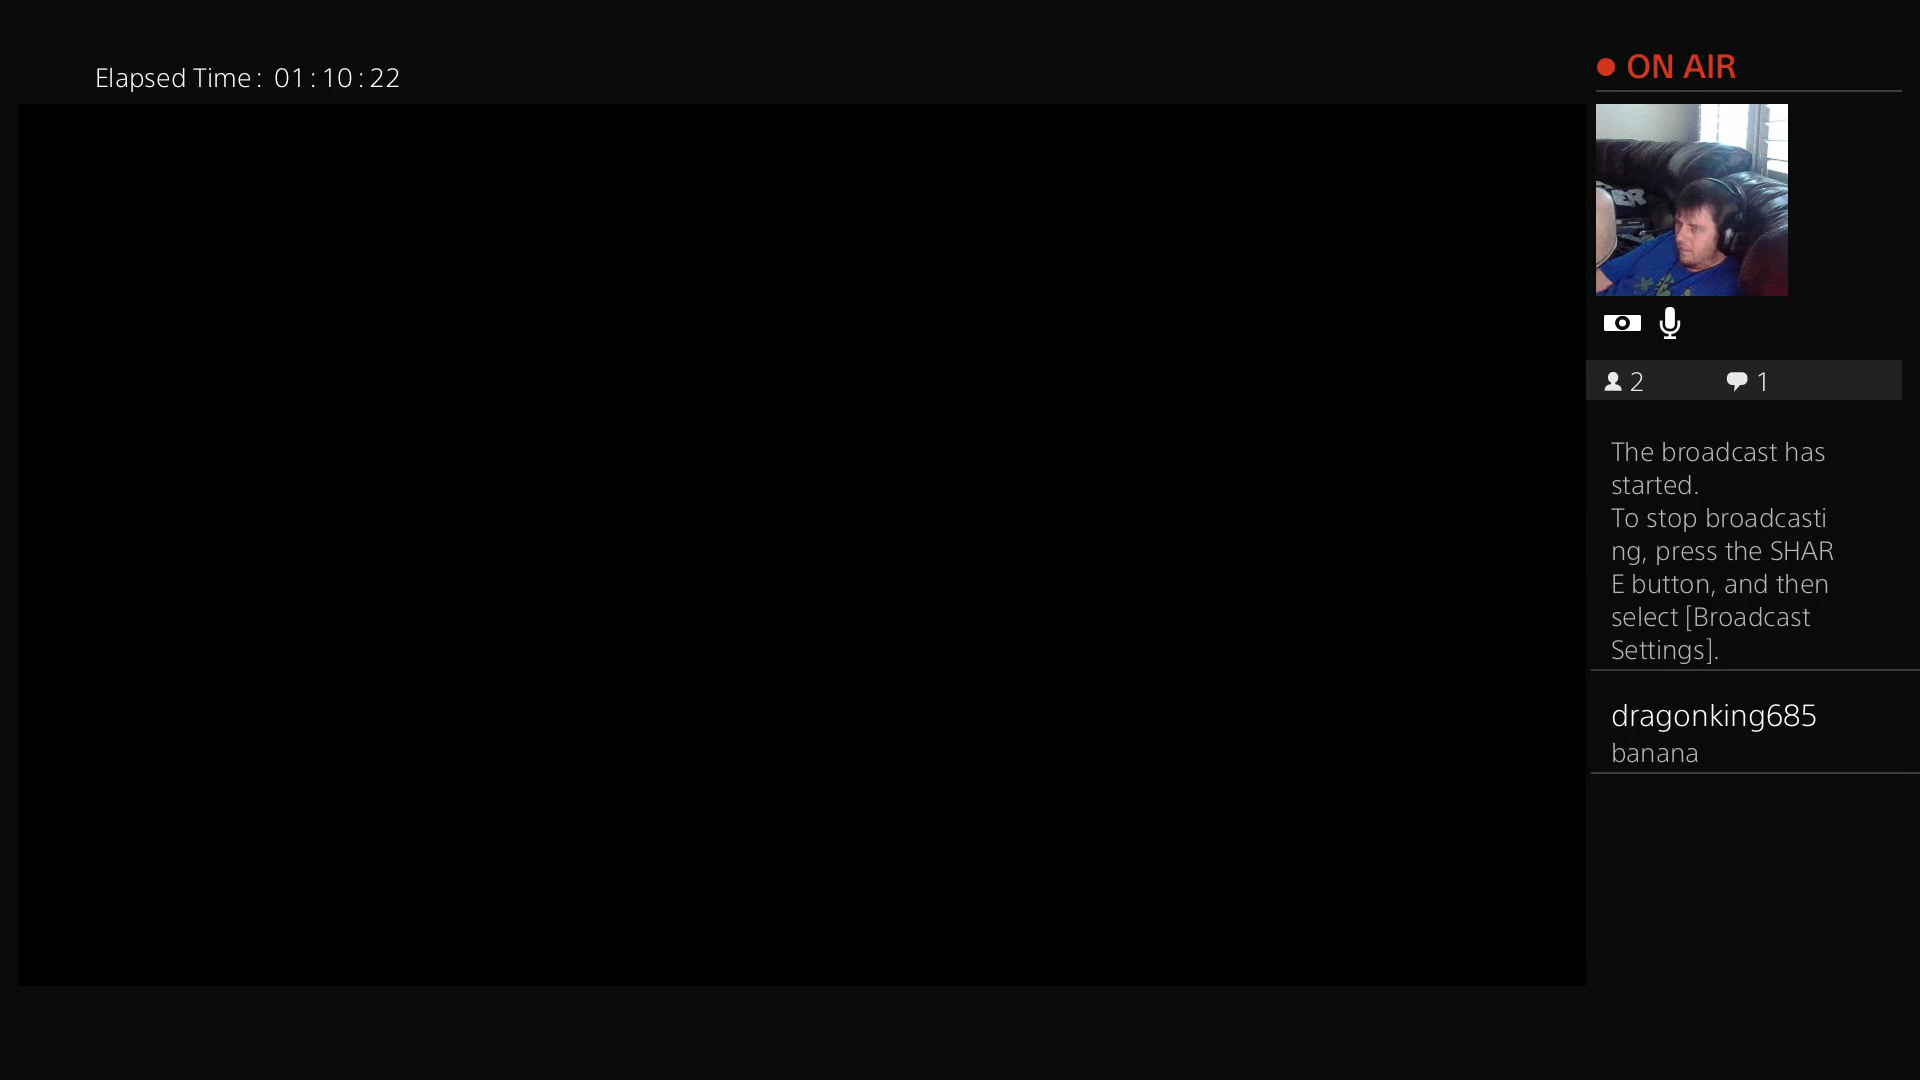 Elapsed Time: 01:10:22
ON AIR
ER
2
1
The broadcast has
started.
To stop broadcasti
ng, press the SHAR
E button, and then
select [Broadcast
Settings].
dragonking685
banana